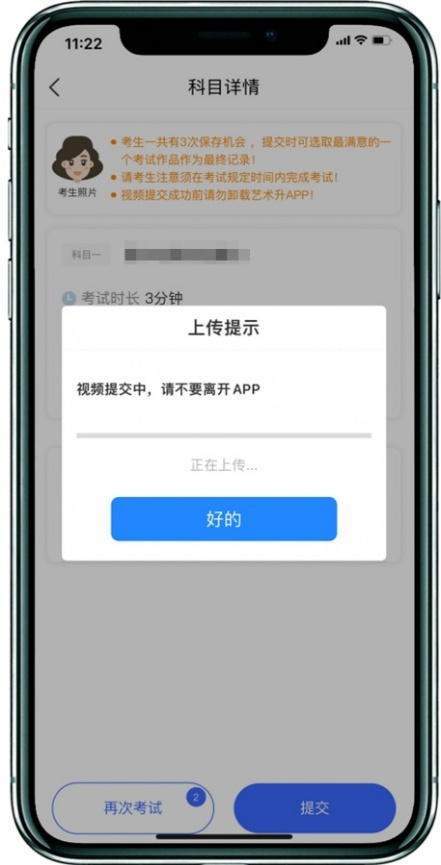 11:22
科目详情
• 考生一共有3次保存机会，提交时可选取最满意的一
个考试作品作为最终记录！
• 请考生注意须在考试规定时间内完成考试！
• 视频提交成功前请勿卸载艺术升APP！
考生照片
科目一
考试时长 3分钟
上传提示
视频提交中，请不要离开APP
正在上传...
好的
再次考试 2
提交